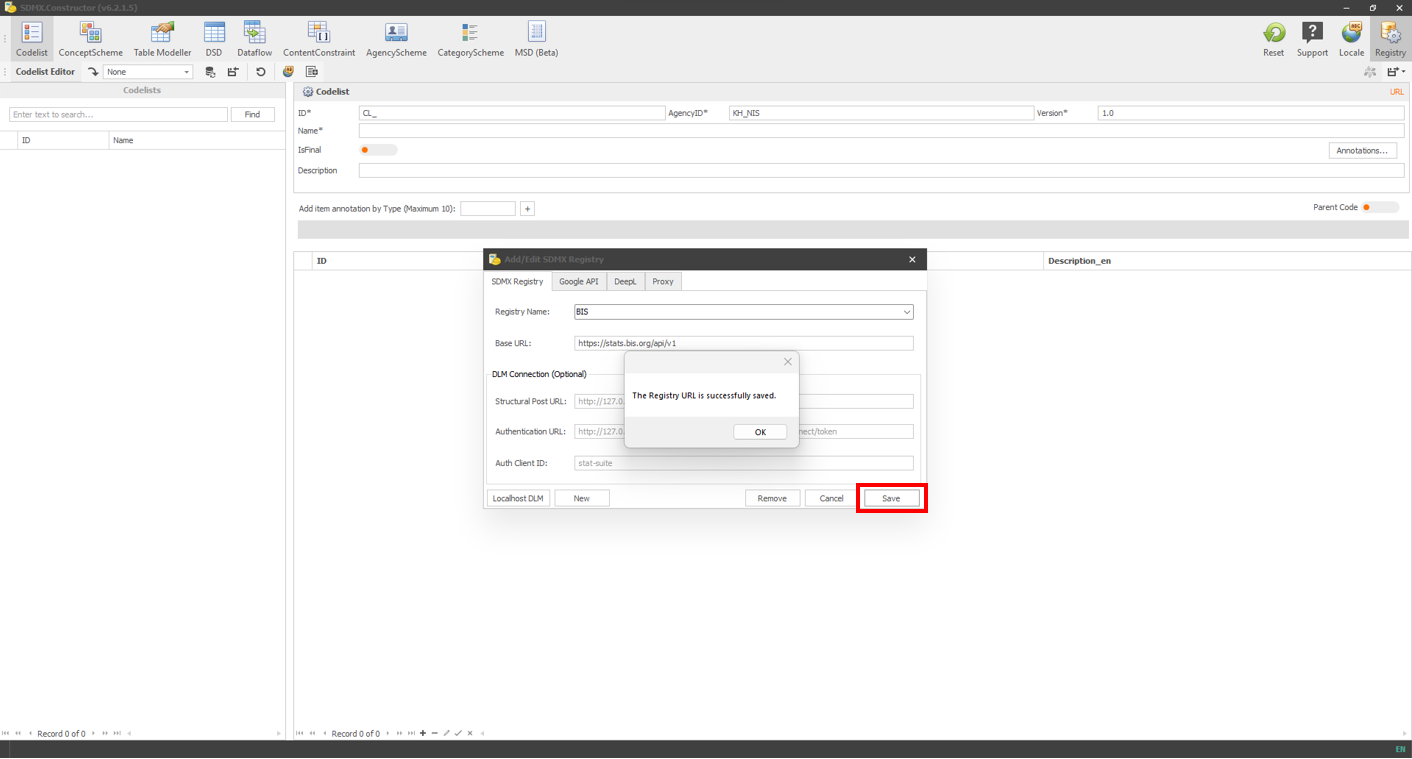 SDMX.Constructor (v6.2.1.5)
Codelist ConceptScheme Table Modeller DSD Dataflow ContentConstraint AgencyScheme CategoryScheme MSD (Beta) Reset Support Locale Registry
Codelist Editor None
Codelists
Enter text to search... Find
ID Name
Codelist URL
ID* CL_ AgencyID* KH_NIS Version* 1.0
Name*
IsFinal Annotations...
Description
Add item annotation by Type (Maximum 10): + Parent Code
ID Description_en
Add/Edit SDMX Registry
SDMX Registry Google API DeepL Proxy
Registry Name: BIS
Base URL: https://stats.bis.org/api/v1
DLM Connection (Optional)
The Registry URL is successfully saved.
Structural Post URL: http://127.0.
Authentication URL: http://127.0. nect/token
OK
Auth Client ID: stat-suite
Localhost DLM New Remove Cancel Save
Record 0 of 0 Record 0 of 0
EN